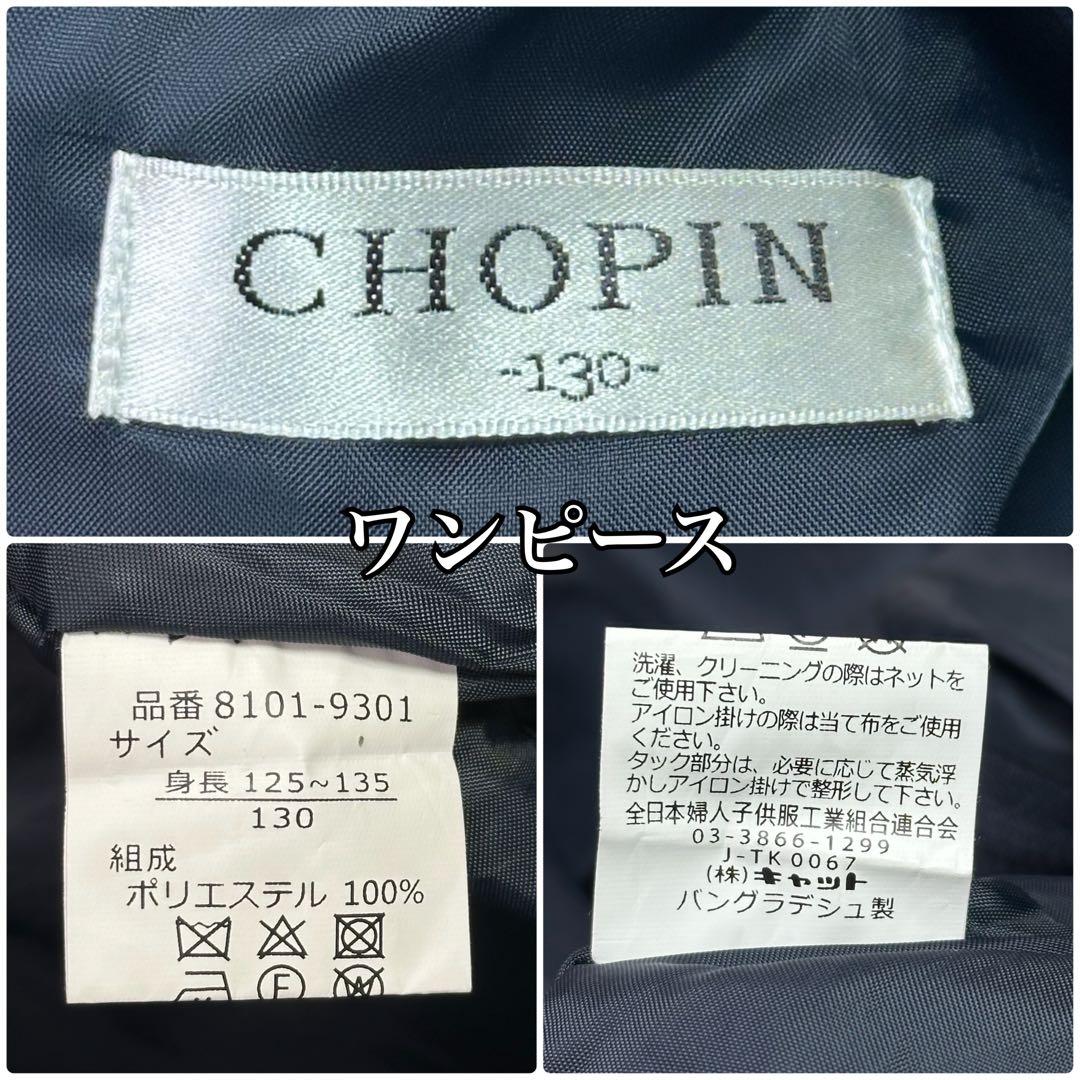 CHOPIN
-130-
ワンピース
品番 8101-9301
サイズ
身長 125~135
130
組成
ポリエステル 100%
洗濯、クリーニングの際はネットを
ご使用下さい。
アイロン掛けの際は当て布をご使用
ください。
タック部分は、必要に応じて蒸気浮
かしアイロン掛けで整形して下さい。
全日本婦人子供服工業組合連合会
03-3866-1299
J-TK 0067
(株)キャット
バングラデシュ製